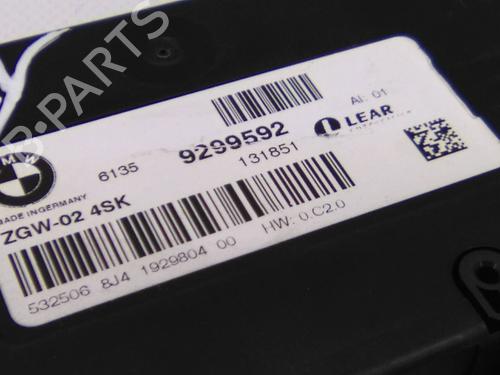 B-PARTS
BMW
AI: 01
6135 9299592
LEAR
131851
MADE IN GERMANY
ZGW-02 4SK
HW: 0.C2.0
532506 8J4 1929804 00